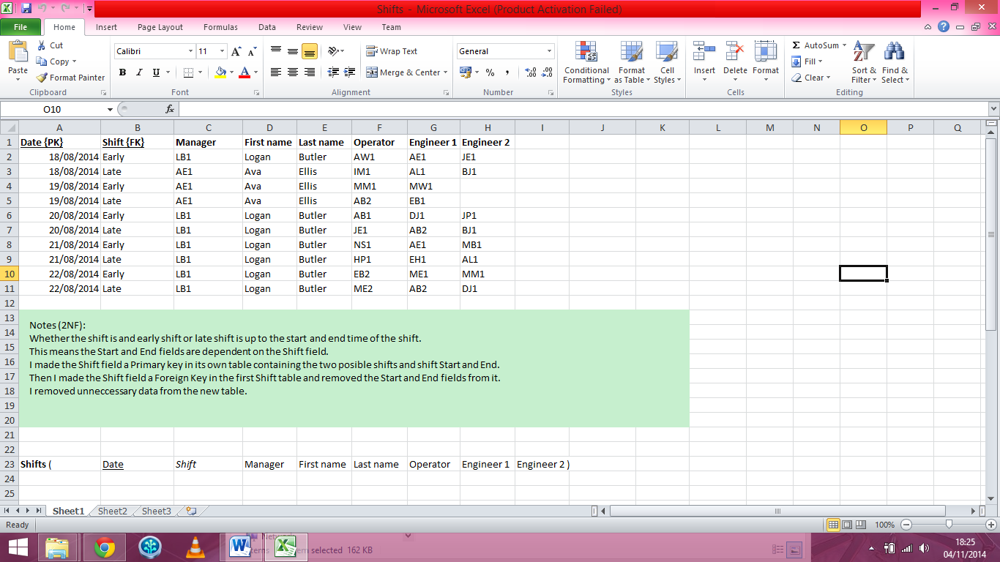 Shifts - Microsoft Excel (Product Activation Failed)
File Home Insert Page Layout Formulas Data Review View Team
Paste
Cut
Copy
Format Painter
Clipboard
Calibri 11
B I U
Font
Wrap Text
Merge & Center
Alignment
General
% ,
Number
Conditional Formatting
Format as Table
Cell Styles
Styles
Insert Delete Format
Cells
Σ AutoSum
Fill
Clear
Sort & Filter
Find & Select
Editing
O10 fx
A B C D E F G H I J K L M N O P Q
1 Date {PK} Shift {FK} Manager First name Last name Operator Engineer 1 Engineer 2
2 18/08/2014 Early LB1 Logan Butler AW1 AE1 JE1
3 18/08/2014 Late AE1 Ava Ellis IM1 AL1 BJ1
4 19/08/2014 Early AE1 Ava Ellis MM1 MW1
5 19/08/2014 Late AE1 Ava Ellis AB2 EB1
6 20/08/2014 Early LB1 Logan Butler AB1 DJ1 JP1
7 20/08/2014 Late LB1 Logan Butler JE1 AB2 BJ1
8 21/08/2014 Early LB1 Logan Butler NS1 AE1 MB1
9 21/08/2014 Late LB1 Logan Butler HP1 EH1 AL1
10 22/08/2014 Early LB1 Logan Butler EB2 ME1 MM1
11 22/08/2014 Late LB1 Logan Butler ME2 AB2 DJ1
12
13
14
15
16
17
18
19
20
Notes (2NF):
Whether the shift is and early shift or late shift is up to the start and end time of the shift.
This means the Start and End fields are dependent on the Shift field.
I made the Shift field a Primary key in its own table containing the two posible shifts and shift Start and End.
Then I made the Shift field a Foreign Key in the first Shift table and removed the Start and End fields from it.
I removed unneccessary data from the new table.
21
22
23 Shifts ( Date Shift Manager First name Last name Operator Engineer 1 Engineer 2 )
24
25
Sheet1 Sheet2 Sheet3
Ready 100%
selected 162 KB
18:25
04/11/2014